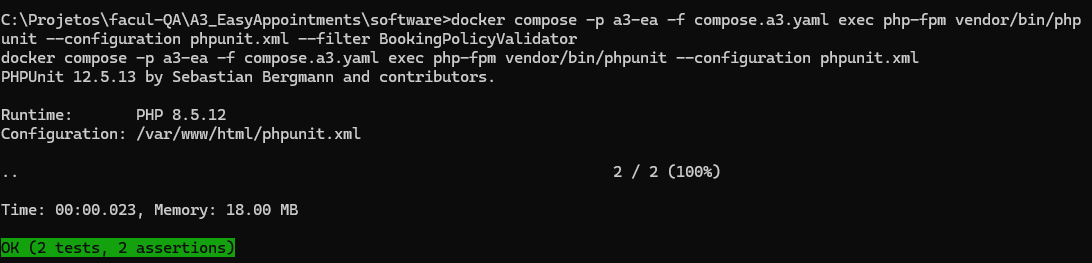 C:\Projetos\facul-QA\A3_EasyAppointments\software>docker compose -p a3-ea -f compose.a3.yaml exec php-fpm vendor/bin/php
unit --configuration phpunit.xml --filter BookingPolicyValidator
docker compose -p a3-ea -f compose.a3.yaml exec php-fpm vendor/bin/phpunit --configuration phpunit.xml
PHPUnit 12.5.13 by Sebastian Bergmann and contributors.
Runtime:       PHP 8.5.12
Configuration: /var/www/html/phpunit.xml
..                                                                  2 / 2 (100%)
Time: 00:00.023, Memory: 18.00 MB
OK (2 tests, 2 assertions)